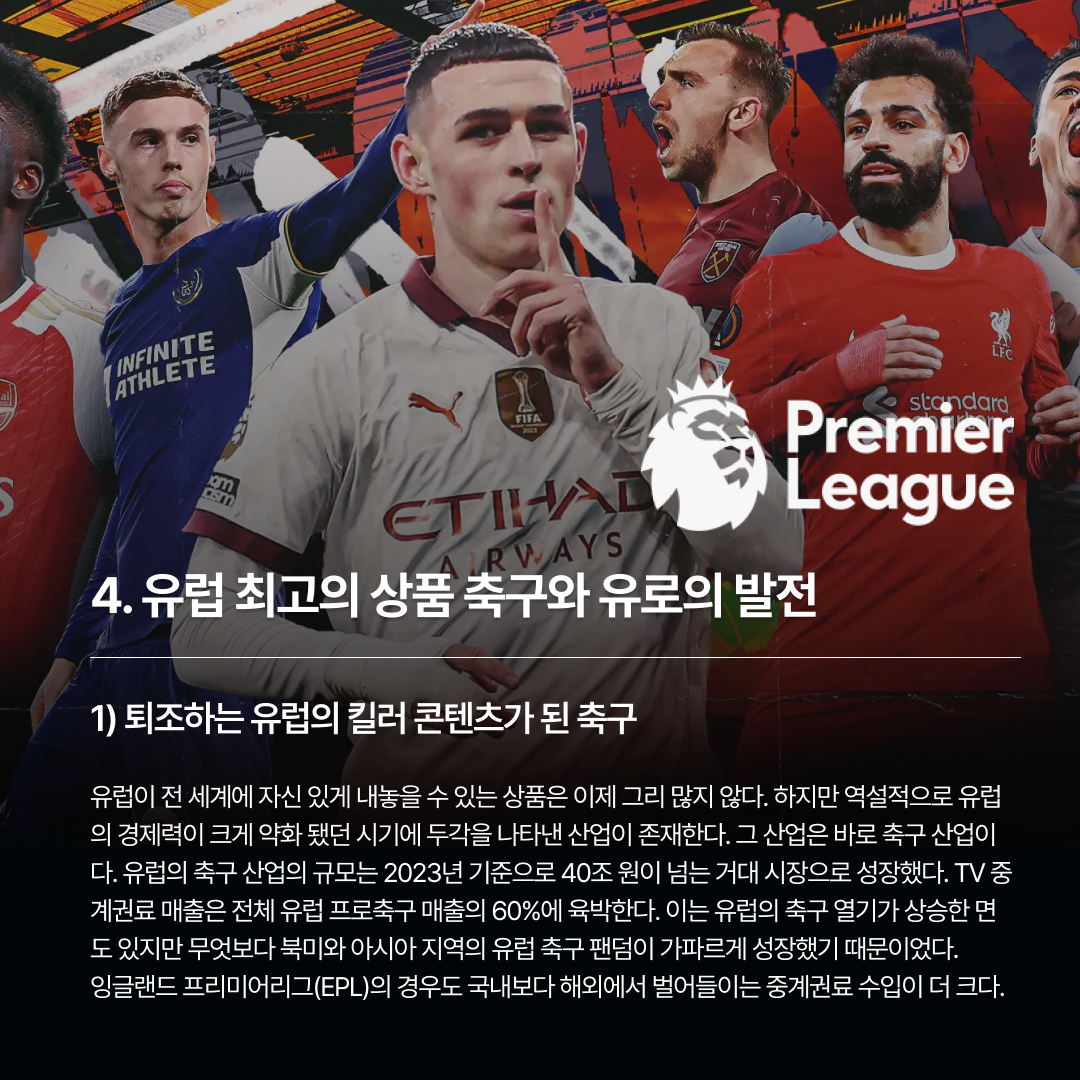 INFINITE
ATHLETE
FIFA
2023
ETIHAD
AIRWAYS
LFC
standard
Premier
League
4. 유럽 최고의 상품 축구와 유로의 발전
1) 퇴조하는 유럽의 킬러 콘텐츠가 된 축구
유럽이 전 세계에 자신 있게 내놓을 수 있는 상품은 이제 그리 많지 않다. 하지만 역설적으로 유럽
의 경제력이 크게 약화 됐던 시기에 두각을 나타낸 산업이 존재한다. 그 산업은 바로 축구 산업이
다. 유럽의 축구 산업의 규모는 2023년 기준으로 40조 원이 넘는 거대 시장으로 성장했다. TV 중
계권료 매출은 전체 유럽 프로축구 매출의 60%에 육박한다. 이는 유럽의 축구 열기가 상승한 면
도 있지만 무엇보다 북미와 아시아 지역의 유럽 축구 팬덤이 가파르게 성장했기 때문이었다.
잉글랜드 프리미어리그(EPL)의 경우도 국내보다 해외에서 벌어들이는 중계권료 수입이 더 크다.